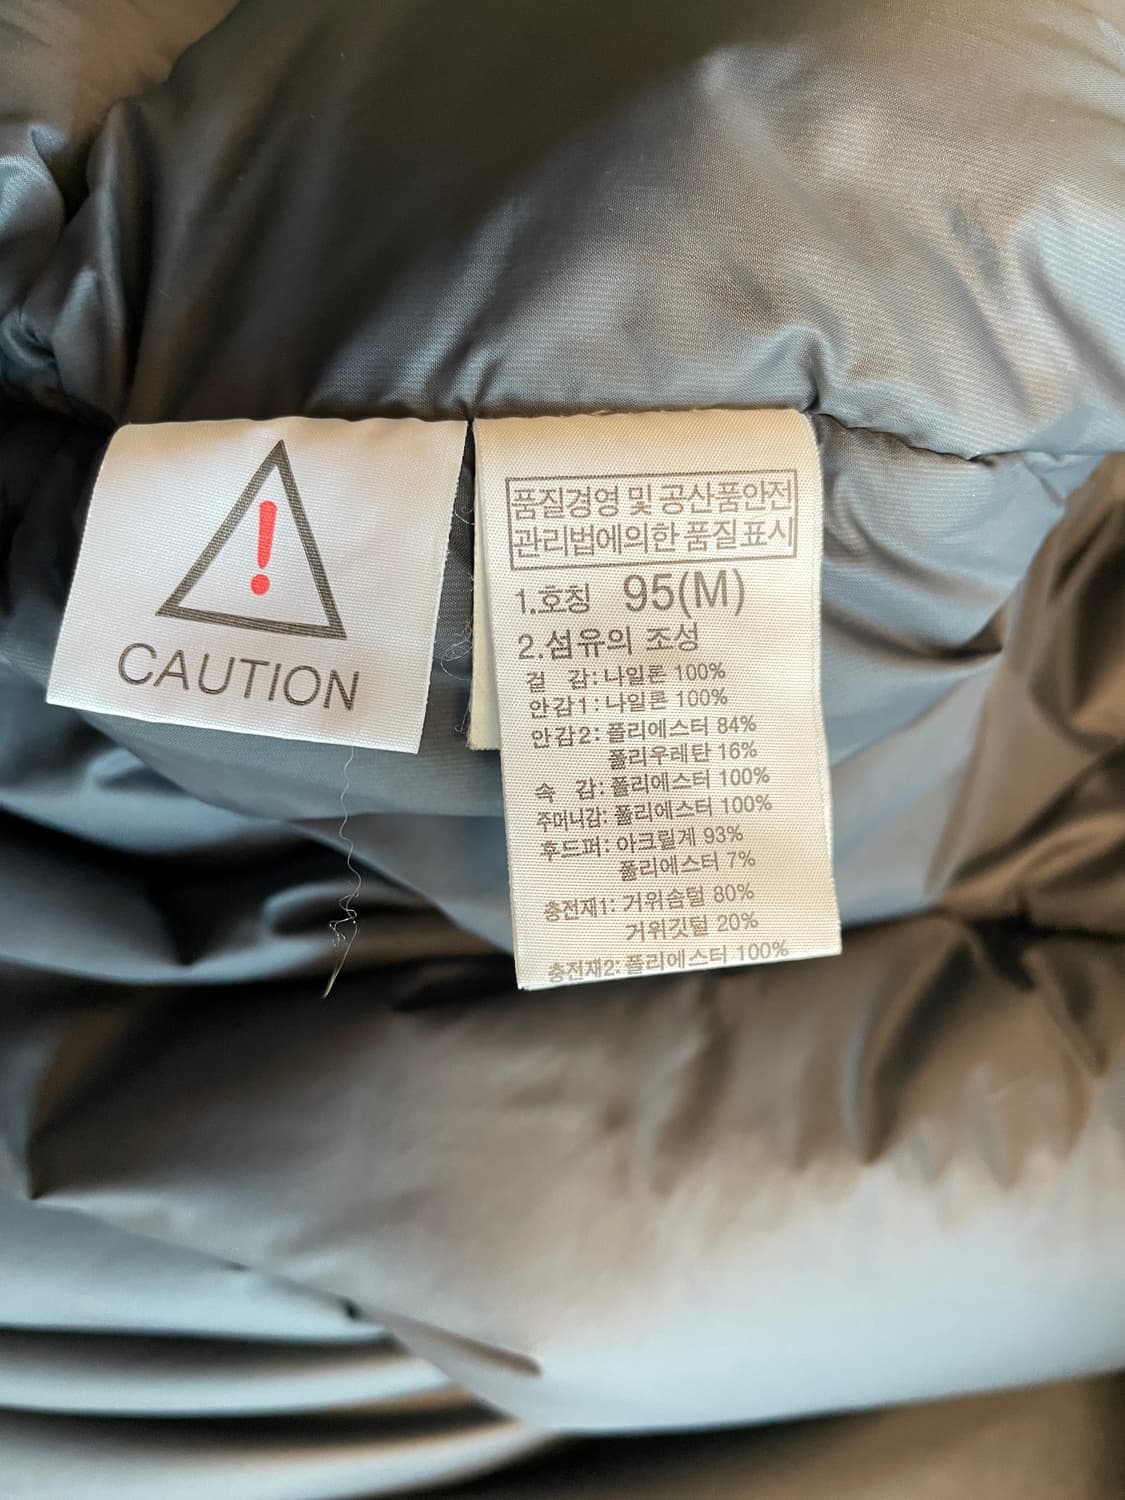 CAUTION
품질경영 및 공산품안전
관리법에의한 품질표시
1.호칭 95(M)
2.섬유의 조성
겉 감: 나일론 100%
안감1: 나일론 100%
안감2: 폴리에스터 84%
폴리우레탄 16%
속 감: 폴리에스터 100%
주머니감: 폴리에스터 100%
후드퍼: 아크릴계 93%
폴리에스터 7%
충전재1: 거위솜털 80%
거위깃털 20%
충전재2: 폴리에스터 100%